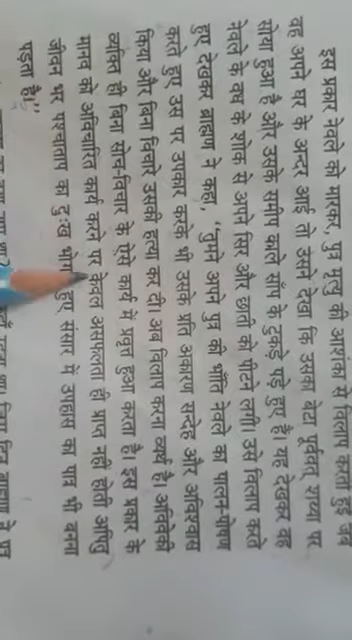 इस प्रकार नेवले को मारकर, पुत्र मृत्यु की आशंका से विलाप करती हुई जब
वह अपने घर के अन्दर आई तो उसने देखा कि उसका बेटा पूर्ववत् शय्या पर
सोया हुआ है और उसके समीप काले साँप के टुकड़े पड़े हुए हैं। यह देखकर वह
नेवले के वध के शोक से अपने सिर और छाती को पीटने लगी। उसे विलाप करते
हुए देखकर ब्राह्मण ने कहा, "तुमने अपने पुत्र की भाँति नेवले का पालन-पोषण
करते हुए उस पर उपकार करके भी उसके प्रति अकारण सन्देह और अविश्वास
किया और बिना विचारे उसकी हत्या कर दी। अब विलाप करना व्यर्थ है। अविवेकी
व्यक्ति ही बिना सोच-विचार के ऐसे कार्य में प्रवृत्त हुआ करता है। इस प्रकार के
मानव को अविचारित कार्य करने पर केवल असफलता ही प्राप्त नहीं होती अपितु
जीवन भर पश्चाताप का दुःख हुए संसार में उपहास का पात्र भी बनना
पड़ता है।"